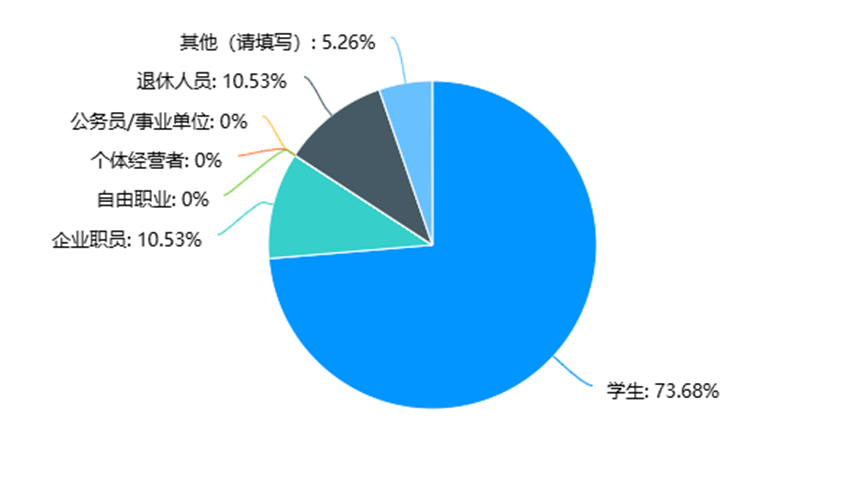 其他（请填写）: 5.26%
退休人员: 10.53%
公务员/事业单位: 0%
个体经营者: 0%
自由职业: 0%
企业职员: 10.53%
学生: 73.68%